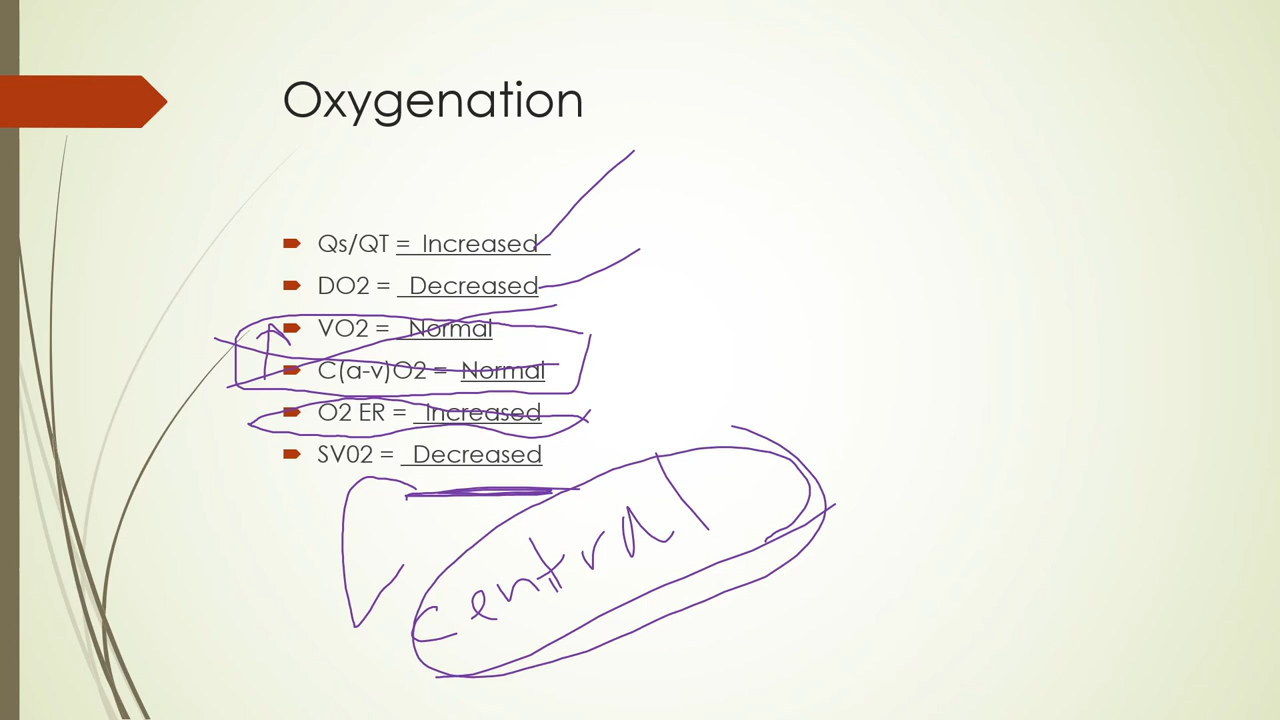 Oxygenation
Qs/QT = Increased
DO2 = Decreased
VO2 = Normal
C(a-v)O2 = Normal
O2 ER = Increased
SV02 = Decreased
central